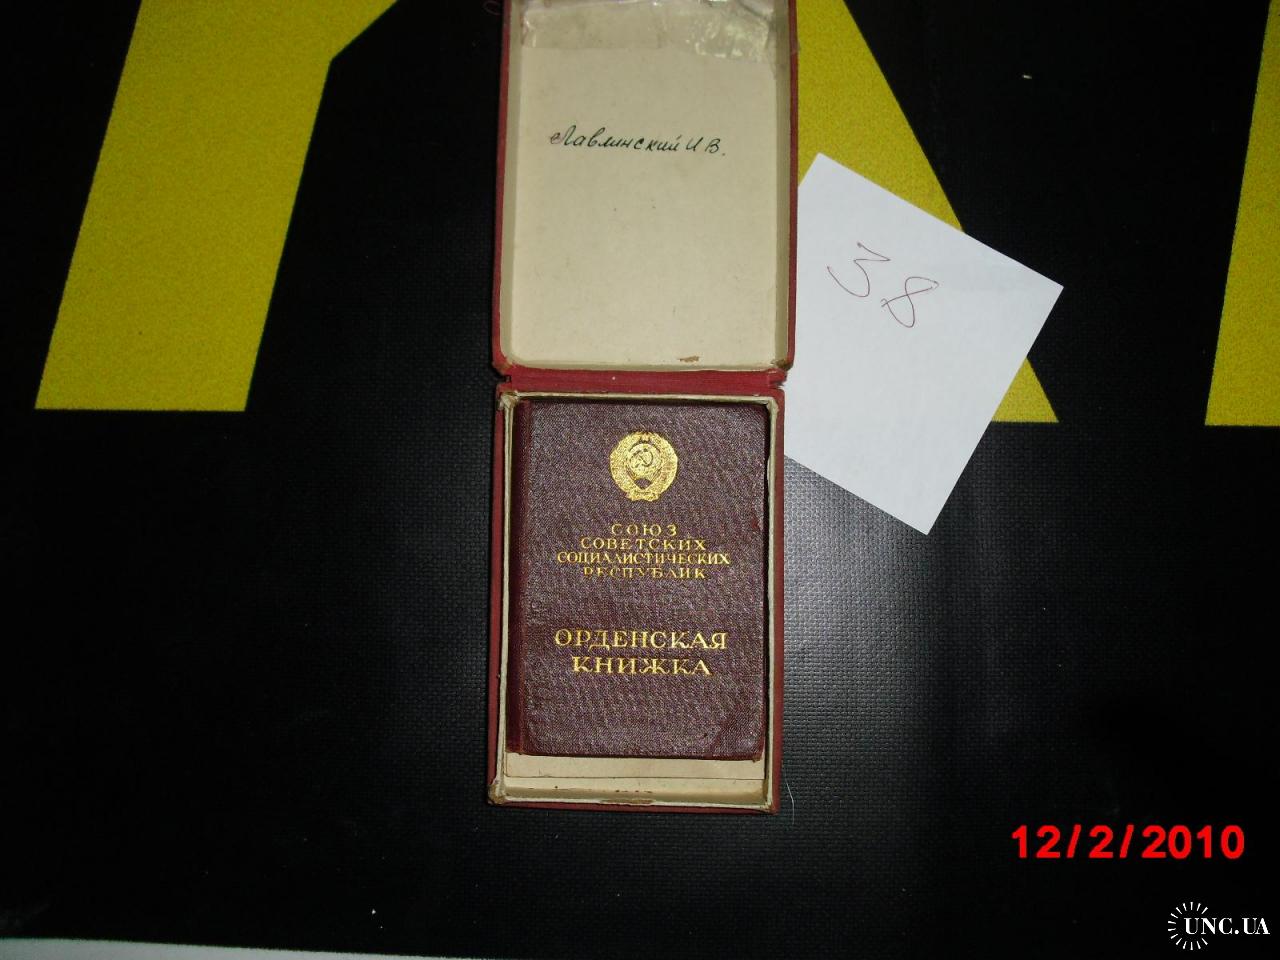 Лавлинский И В.
38
СОЮЗ
СОВЕТСКИХ
СОЦИАЛИСТИЧЕСКИХ
РЕСПУБЛИК
ОРДЕНСКАЯ
КНИЖКА
12/2/2010
UNC.UA